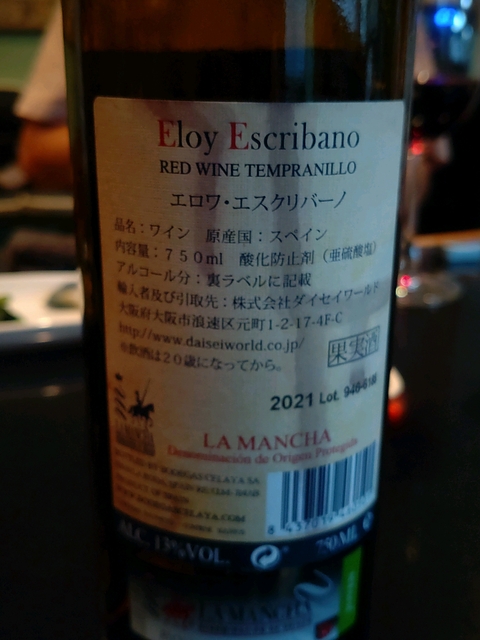 Eloy Escribano
RED WINE TEMPRANILLO
エロワ・エスクリバーノ
品名：ワイン 原産国：スペイン
内容量：７５０ml 酸化防止剤（亜硫酸塩）
アルコール分：裏ラベルに記載
輸入者及び引取先：株式会社ダイセイワールド
大阪府大阪市浪速区元町1-2-17-4F-C
http://www.daiseiworld.co.jp/
※飲酒は２０歳になってから。
果実酒
2021 Lot.
LA MANCHA
Denominación de Origen Protegida
ALC. 13%VOL. 750ML
LA MANCHA